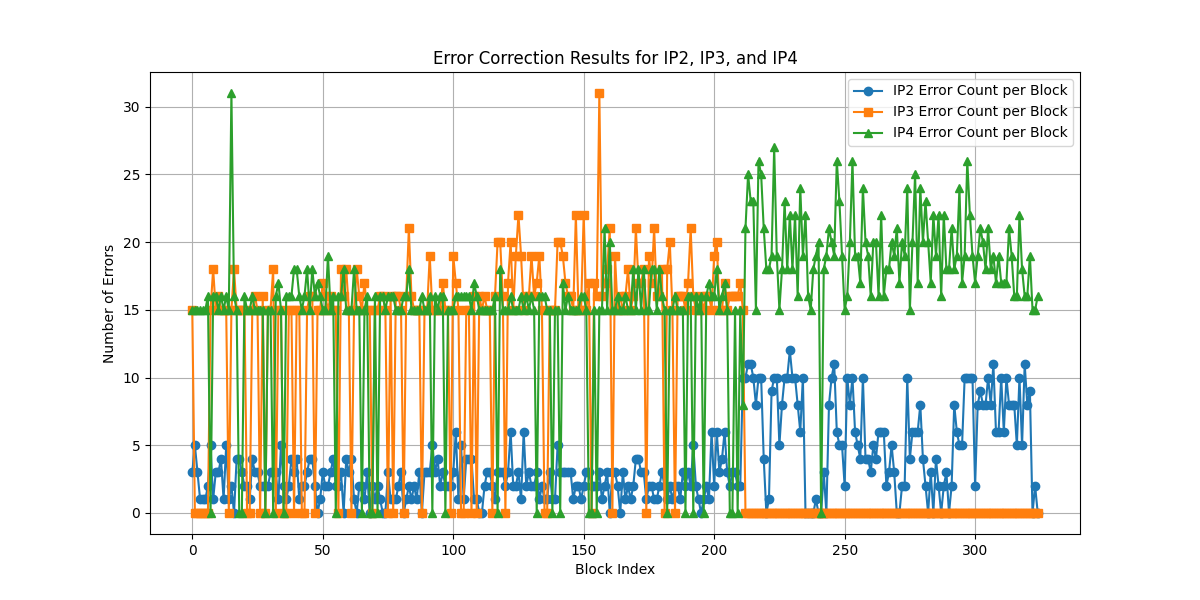 Error Correction Results for IP2, IP3, and IP4
IP2 Error Count per Block
IP3 Error Count per Block
IP4 Error Count per Block
Number of Errors
30
25
20
15
10
5
0
0 50 100 150 200 250 300
Block Index